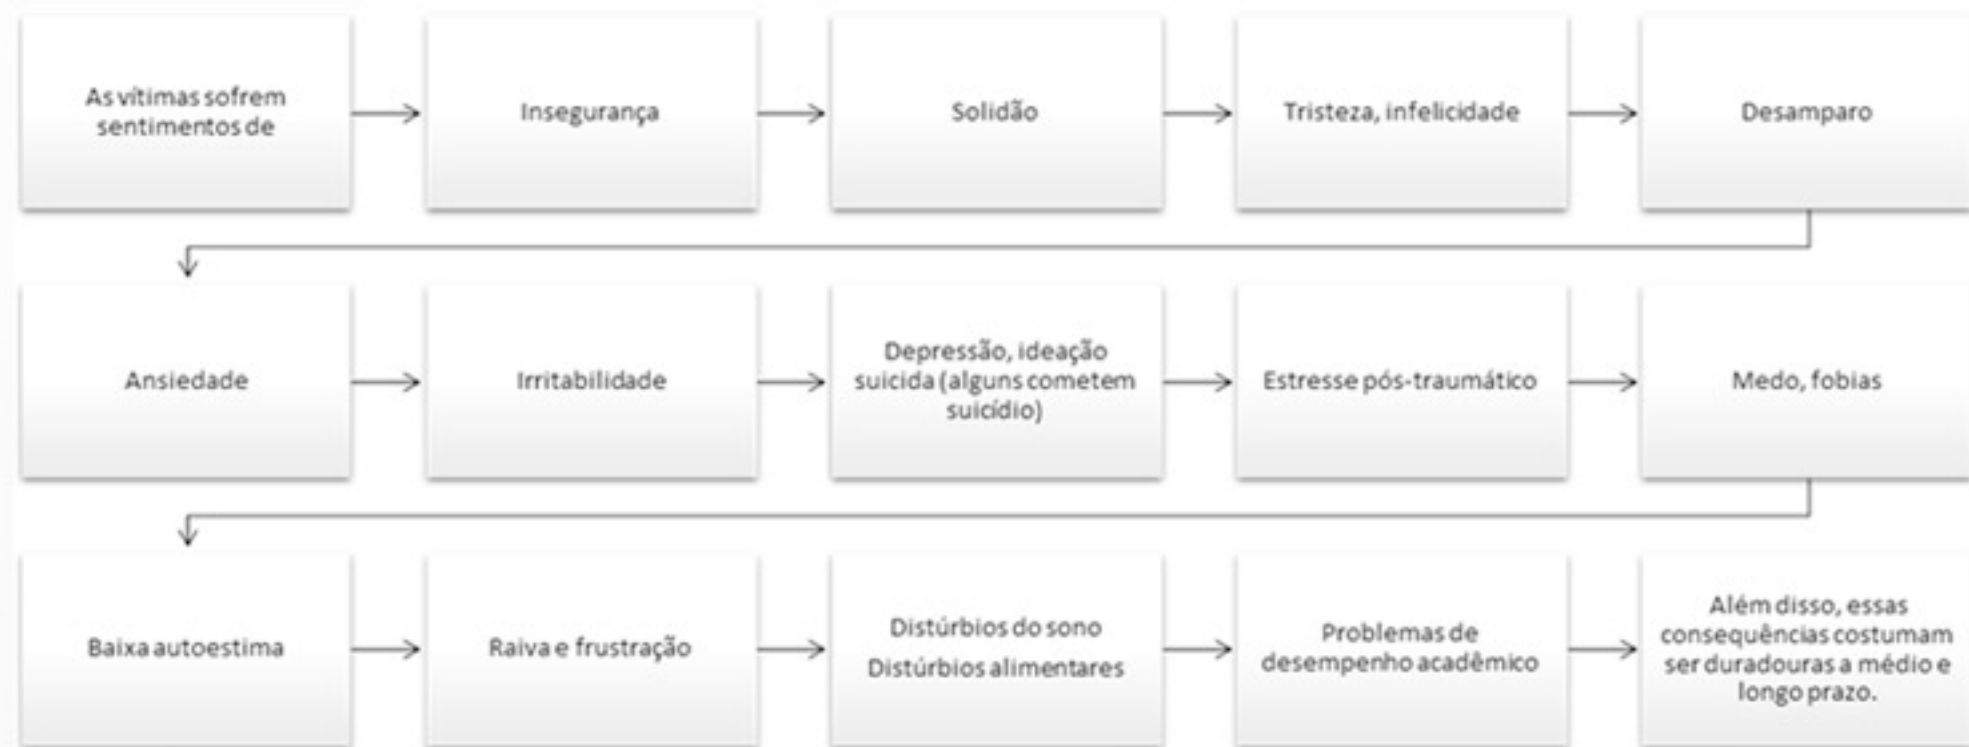 As vítimas sofrem
sentimentos de
Insegurança
Solidão
Tristeza, infelicidade
Desamparo
Ansiedade
Irritabilidade
Depressão, ideação
suicida (alguns cometem
suicídio)
Estresse pós-traumático
Medo, fobias
Baixa autoestima
Raiva e frustração
Distúrbios do sono
Distúrbios alimentares
Problemas de
desempenho acadêmico
Além disso, essas
consequências costumam
ser duradouras a médio e
longo prazo.